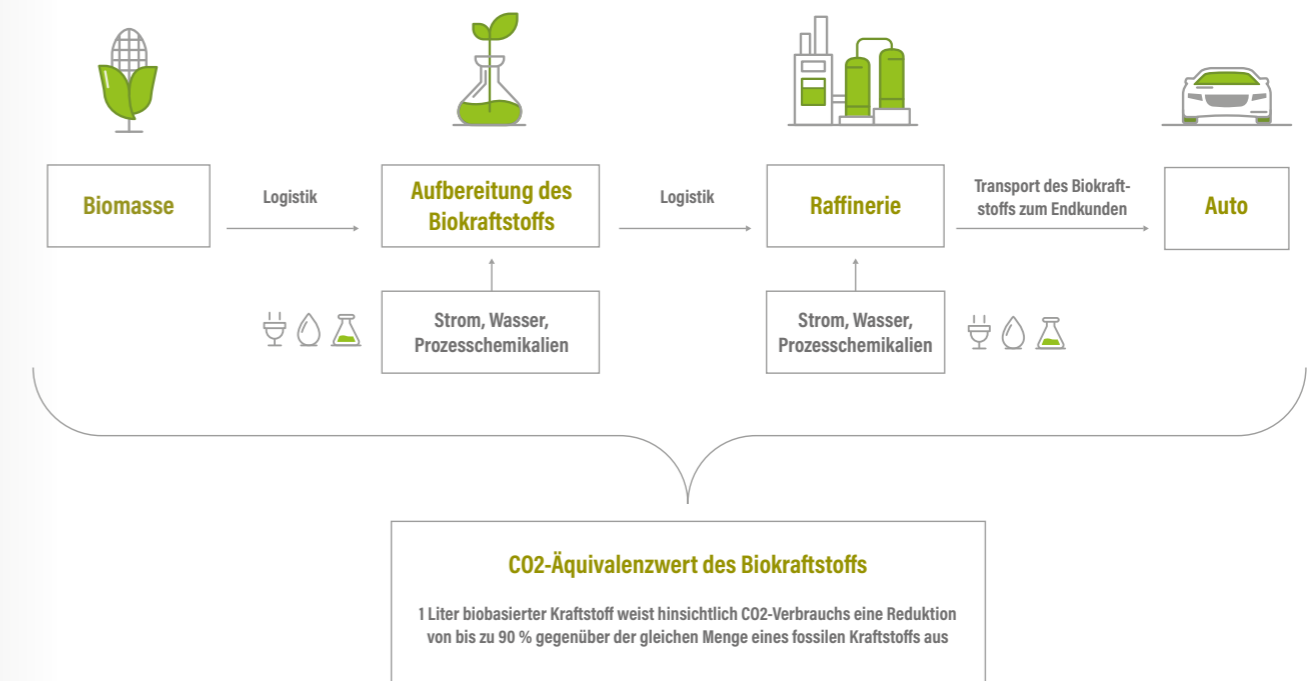 Biomasse
Logistik
Aufbereitung des
Biokraftstoffs
Logistik
Raffinerie
Transport des Biokraft-
stoffs zum Endkunden
Auto
Strom, Wasser,
Prozesschemikalien
Strom, Wasser,
Prozesschemikalien
CO2-Äquivalenzwert des Biokraftstoffs
1 Liter biobasierter Kraftstoff weist hinsichtlich CO2-Verbrauchs eine Reduktion
von bis zu 90 % gegenüber der gleichen Menge eines fossilen Kraftstoffs aus